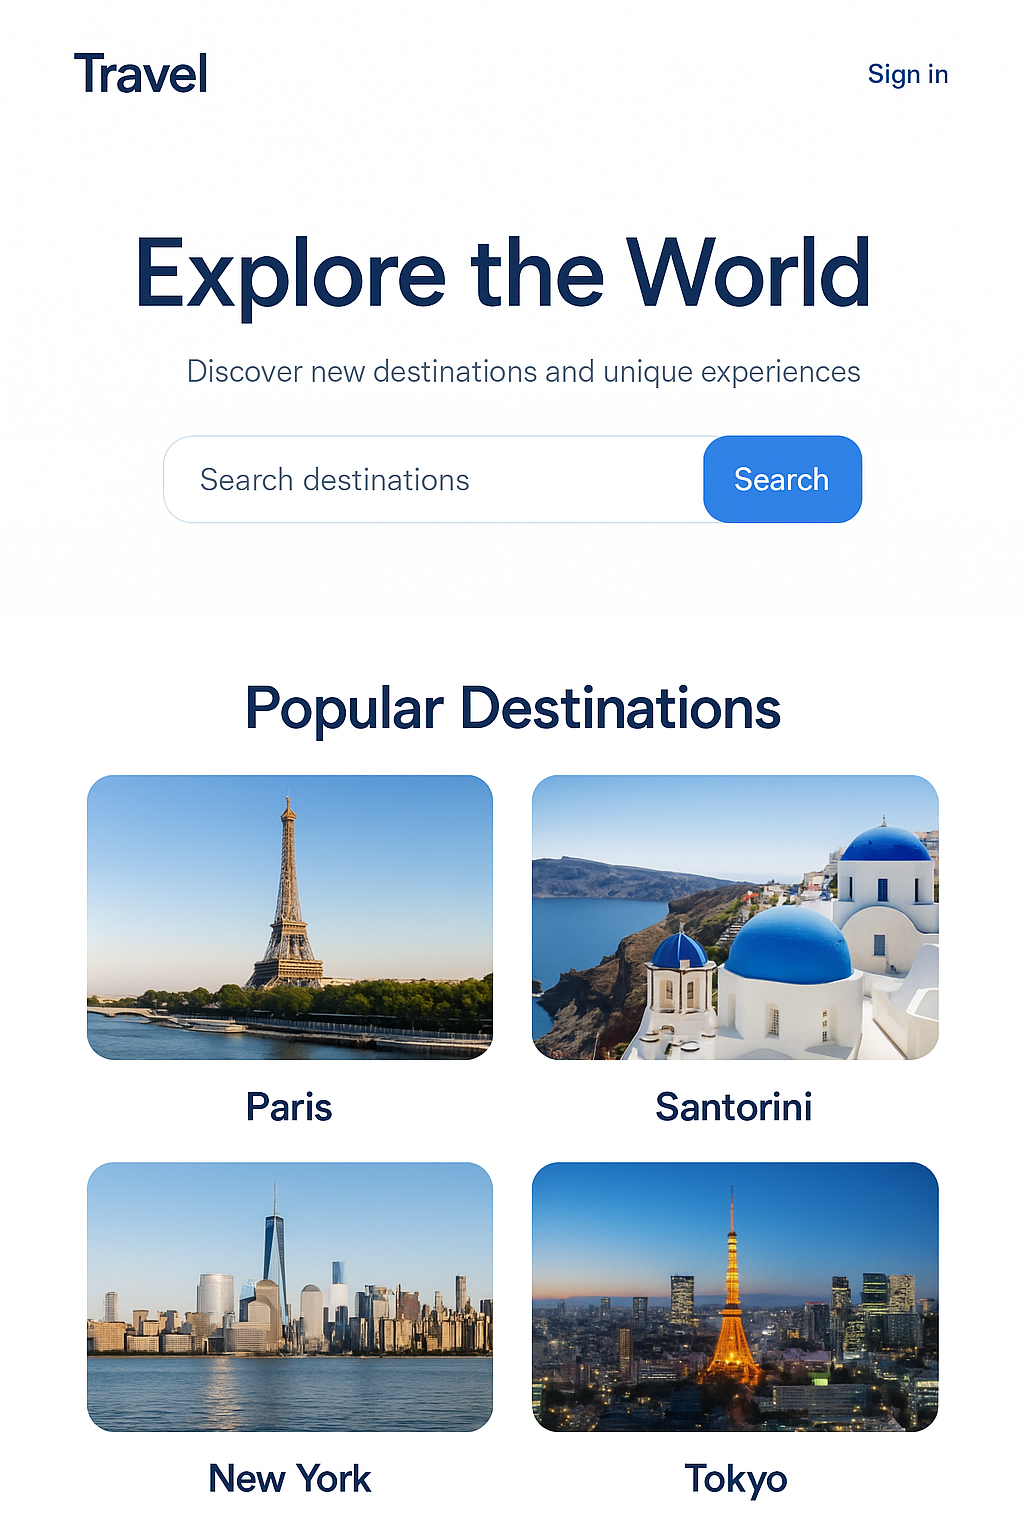 Travel
Sign in
Explore the World
Discover new destinations and unique experiences
Search destinations
Search
Popular Destinations
Paris
Santorini
New York
Tokyo